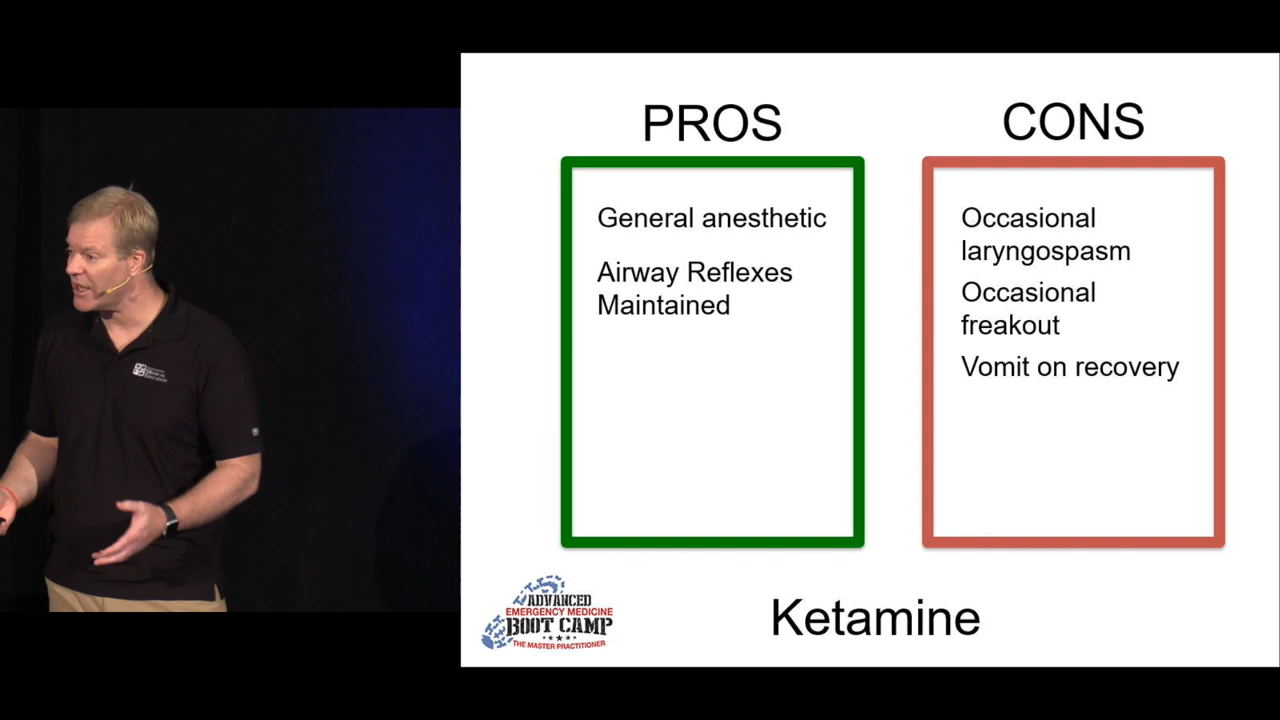 PROS
General anesthetic
Airway Reflexes
Maintained
CONS
Occasional
laryngospasm
Occasional
freakout
Vomit on recovery
ADVANCED
EMERGENCY MEDICINE
BOOT CAMP
THE MASTER PRACTITIONER
Ketamine